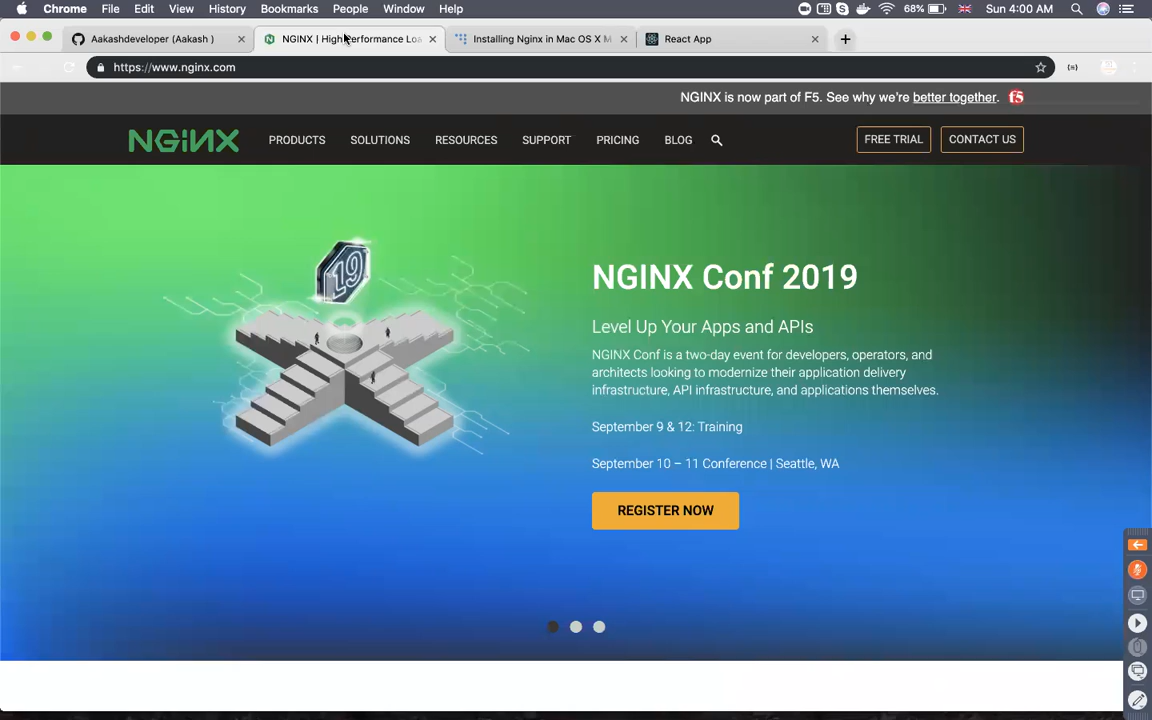 Chrome File Edit View History Bookmarks People Window Help 68% Sun 4:00 AM
Aakashdeveloper (Aakash ) NGINX | High Performance Loa Installing Nginx in Mac OS X M React App
https://www.nginx.com
NGINX is now part of F5. See why we're better together. f5
NGINX PRODUCTS SOLUTIONS RESOURCES SUPPORT PRICING BLOG FREE TRIAL CONTACT US
19
NGINX Conf 2019
Level Up Your Apps and APIs
NGINX Conf is a two-day event for developers, operators, and
architects looking to modernize their application delivery
infrastructure, API infrastructure, and applications themselves.
September 9 & 12: Training
September 10 – 11 Conference | Seattle, WA
REGISTER NOW